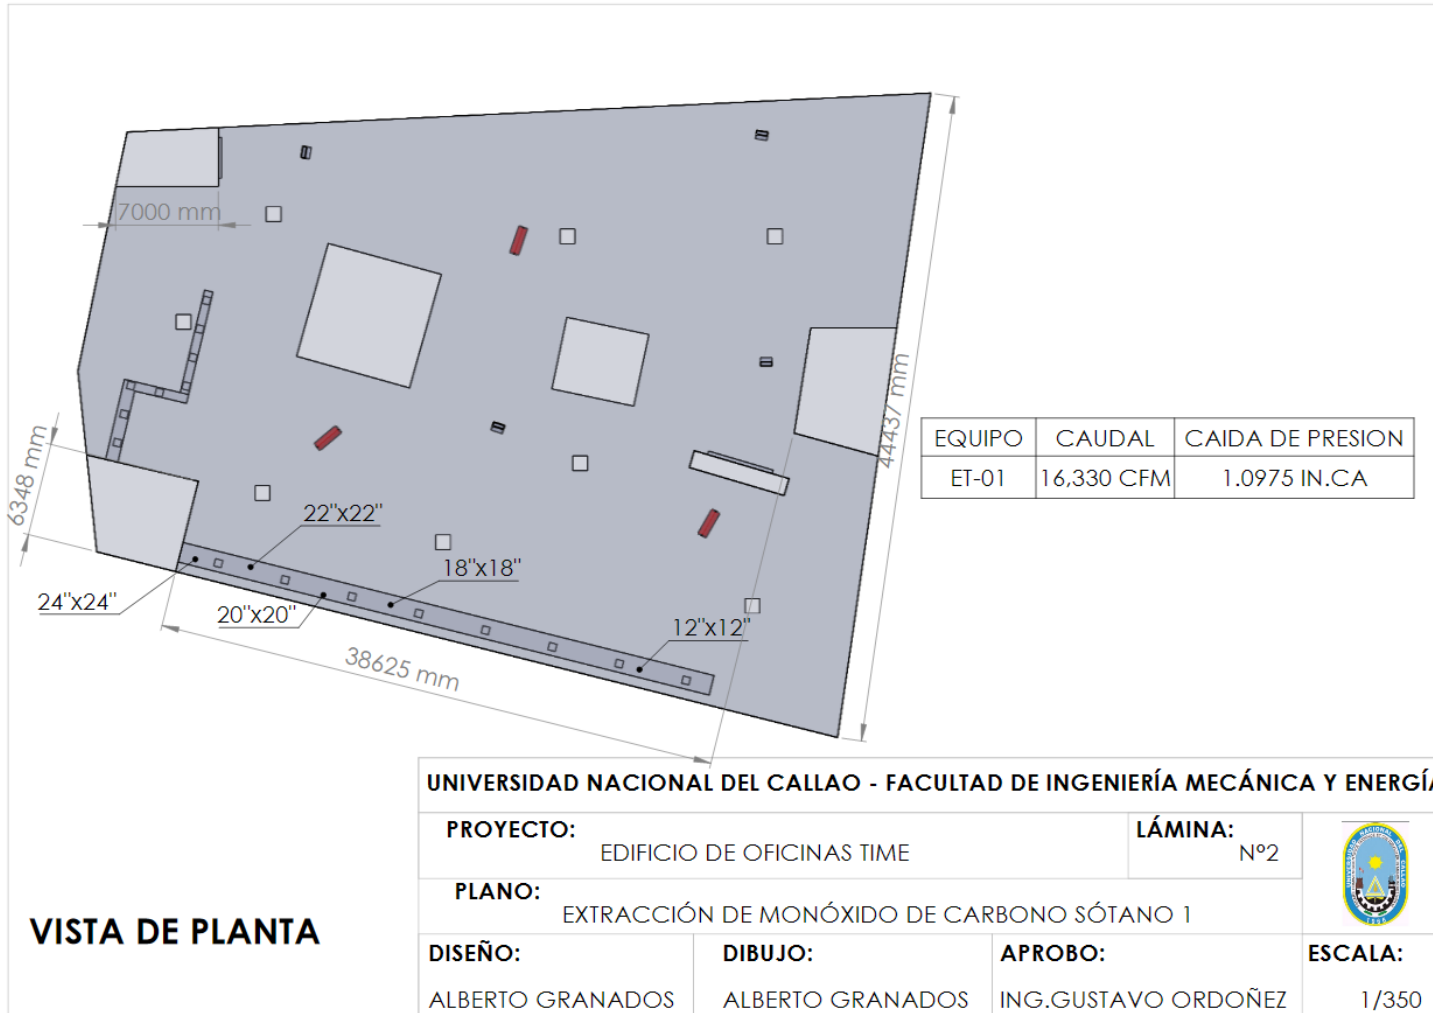 7000 mm
44437 mm
6348 mm
EQUIPO CAUDAL CAIDA DE PRESION
ET-01 16,330 CFM 1.0975 IN.CA
22"x22"
18"x18"
24"x24"
20"x20"
12"x12"
38625 mm
UNIVERSIDAD NACIONAL DEL CALLAO - FACULTAD DE INGENIERÍA MECÁNICA Y ENERGÍA
PROYECTO:
EDIFICIO DE OFICINAS TIME
LÁMINA:
Nº2
PLANO:
EXTRACCIÓN DE MONÓXIDO DE CARBONO SÓTANO 1
VISTA DE PLANTA
DISEÑO: DIBUJO: APROBO: ESCALA:
ALBERTO GRANADOS ALBERTO GRANADOS ING.GUSTAVO ORDOÑEZ 1/350